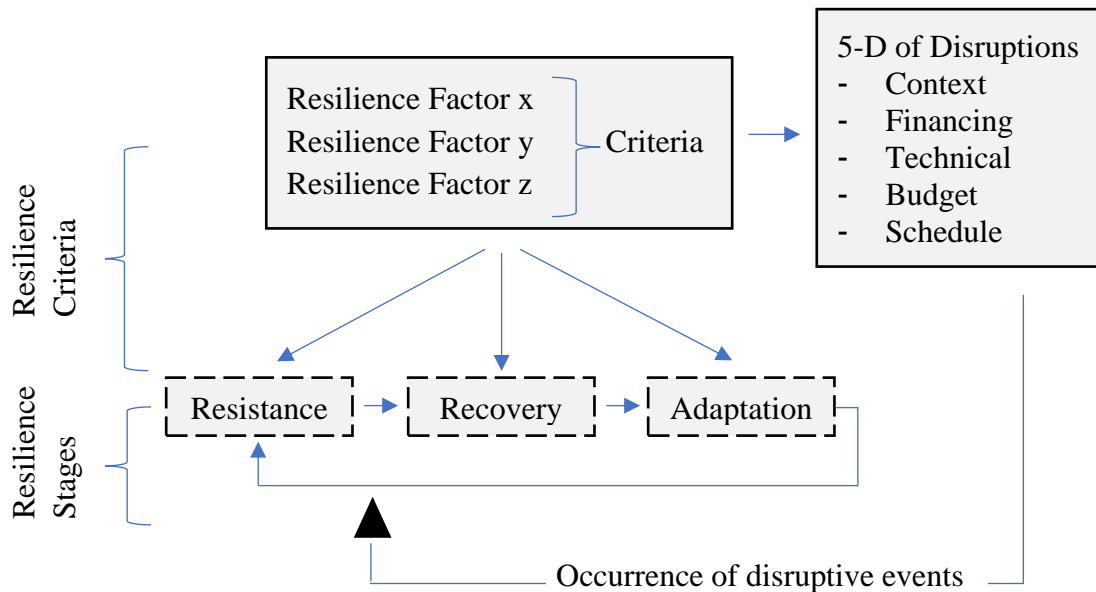 5-D of Disruptions
- Context
- Financing
- Technical
- Budget
- Schedule
Resilience Factor x
Resilience Factor y
Resilience Factor z
Criteria
Resilience
Criteria
Resistance
Recovery
Adaptation
Resilience
Stages
Occurrence of disruptive events